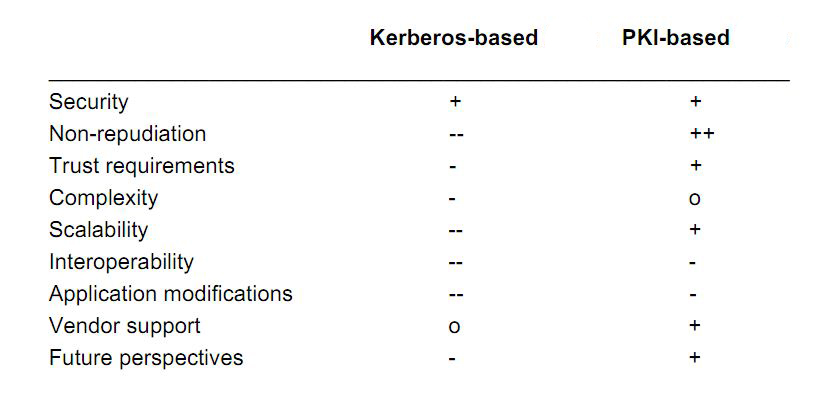 Kerberos-based PKI-based
Security + +
Non-repudiation -- ++
Trust requirements - +
Complexity - o
Scalability -- +
Interoperability -- -
Application modifications -- -
Vendor support o +
Future perspectives - +